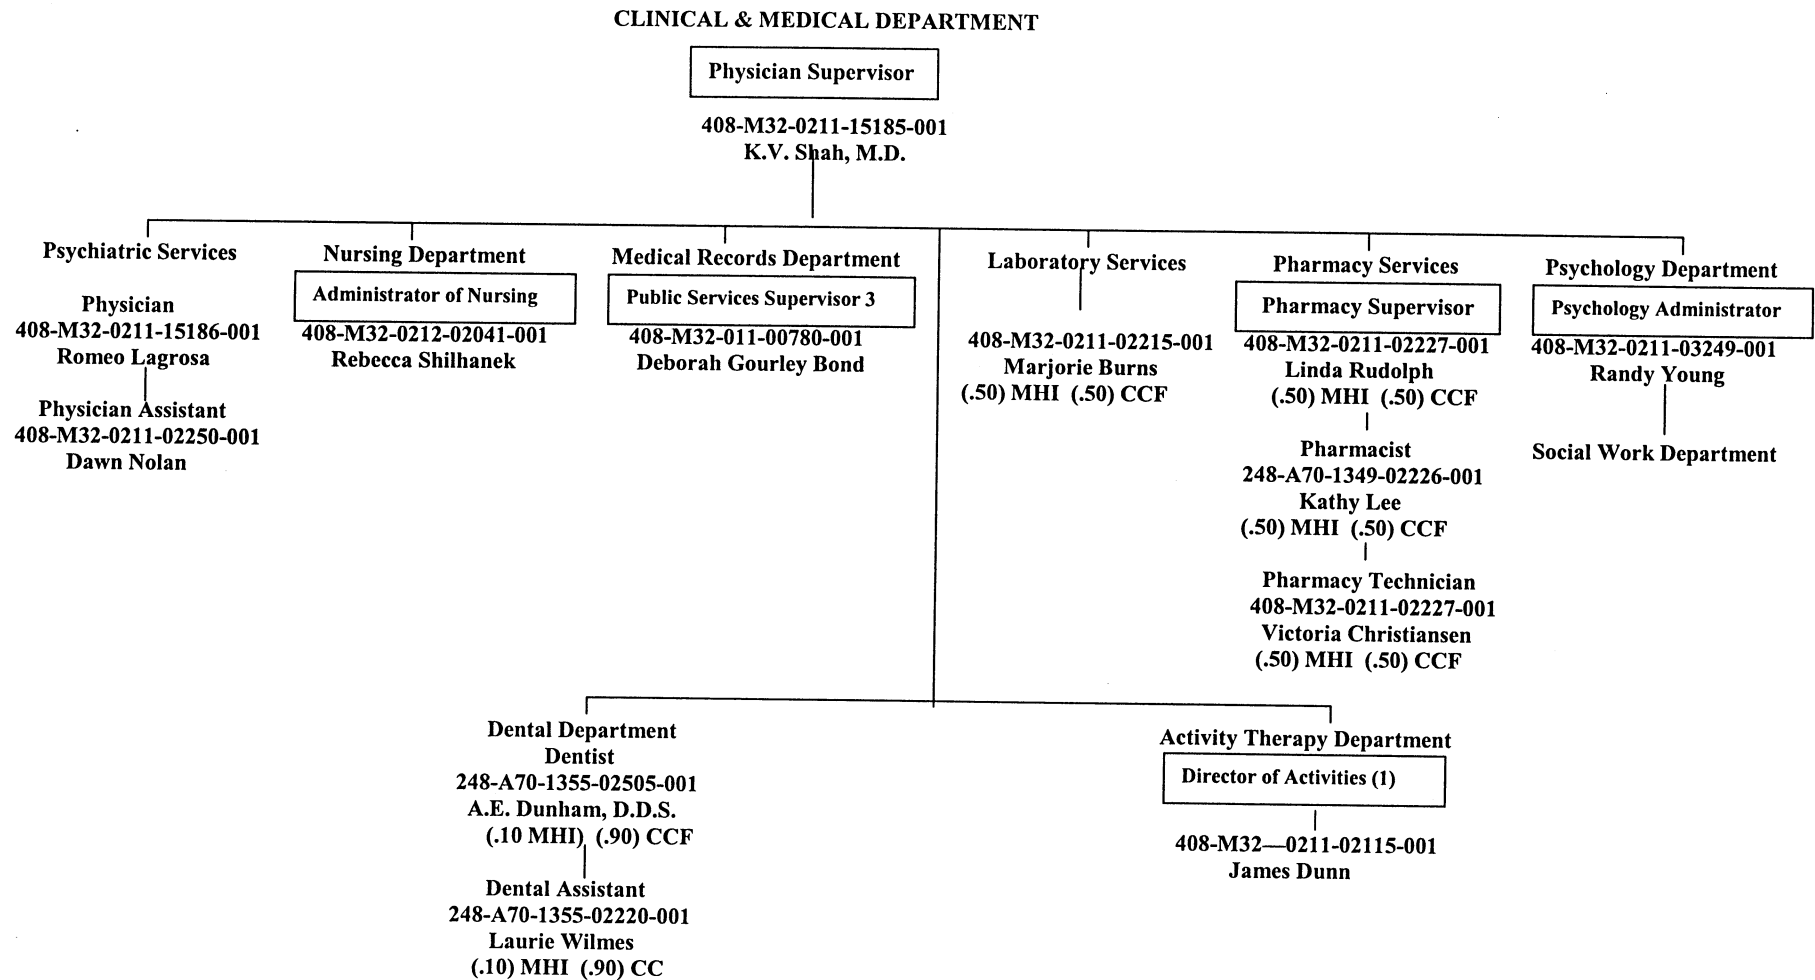 CLINICAL & MEDICAL DEPARTMENT
Physician Supervisor
408-M32-0211-15185-001
K.V. Shah, M.D.
Psychiatric Services
Physician
408-M32-0211-15186-001
Romeo Lagrosa
Physician Assistant
408-M32-0211-02250-001
Dawn Nolan
Nursing Department
Administrator of Nursing
408-M32-0212-02041-001
Rebecca Shilhanek
Medical Records Department
Public Services Supervisor 3
408-M32-011-00780-001
Deborah Gourley Bond
Laboratory Services
408-M32-0211-02215-001
Marjorie Burns
(.50) MHI (.50) CCF
Pharmacy Services
Pharmacy Supervisor
408-M32-0211-02227-001
Linda Rudolph
(.50) MHI (.50) CCF
Pharmacist
248-A70-1349-02226-001
Kathy Lee
(.50) MHI (.50) CCF
Pharmacy Technician
408-M32-0211-02227-001
Victoria Christiansen
(.50) MHI (.50) CCF
Psychology Department
Psychology Administrator
408-M32-0211-03249-001
Randy Young
Social Work Department
Dental Department
Dentist
248-A70-1355-02505-001
A.E. Dunham, D.D.S.
(.10 MHI) (.90) CCF
Dental Assistant
248-A70-1355-02220-001
Laurie Wilmes
(.10) MHI (.90) CC
Activity Therapy Department
Director of Activities (1)
408-M32—0211-02115-001
James Dunn